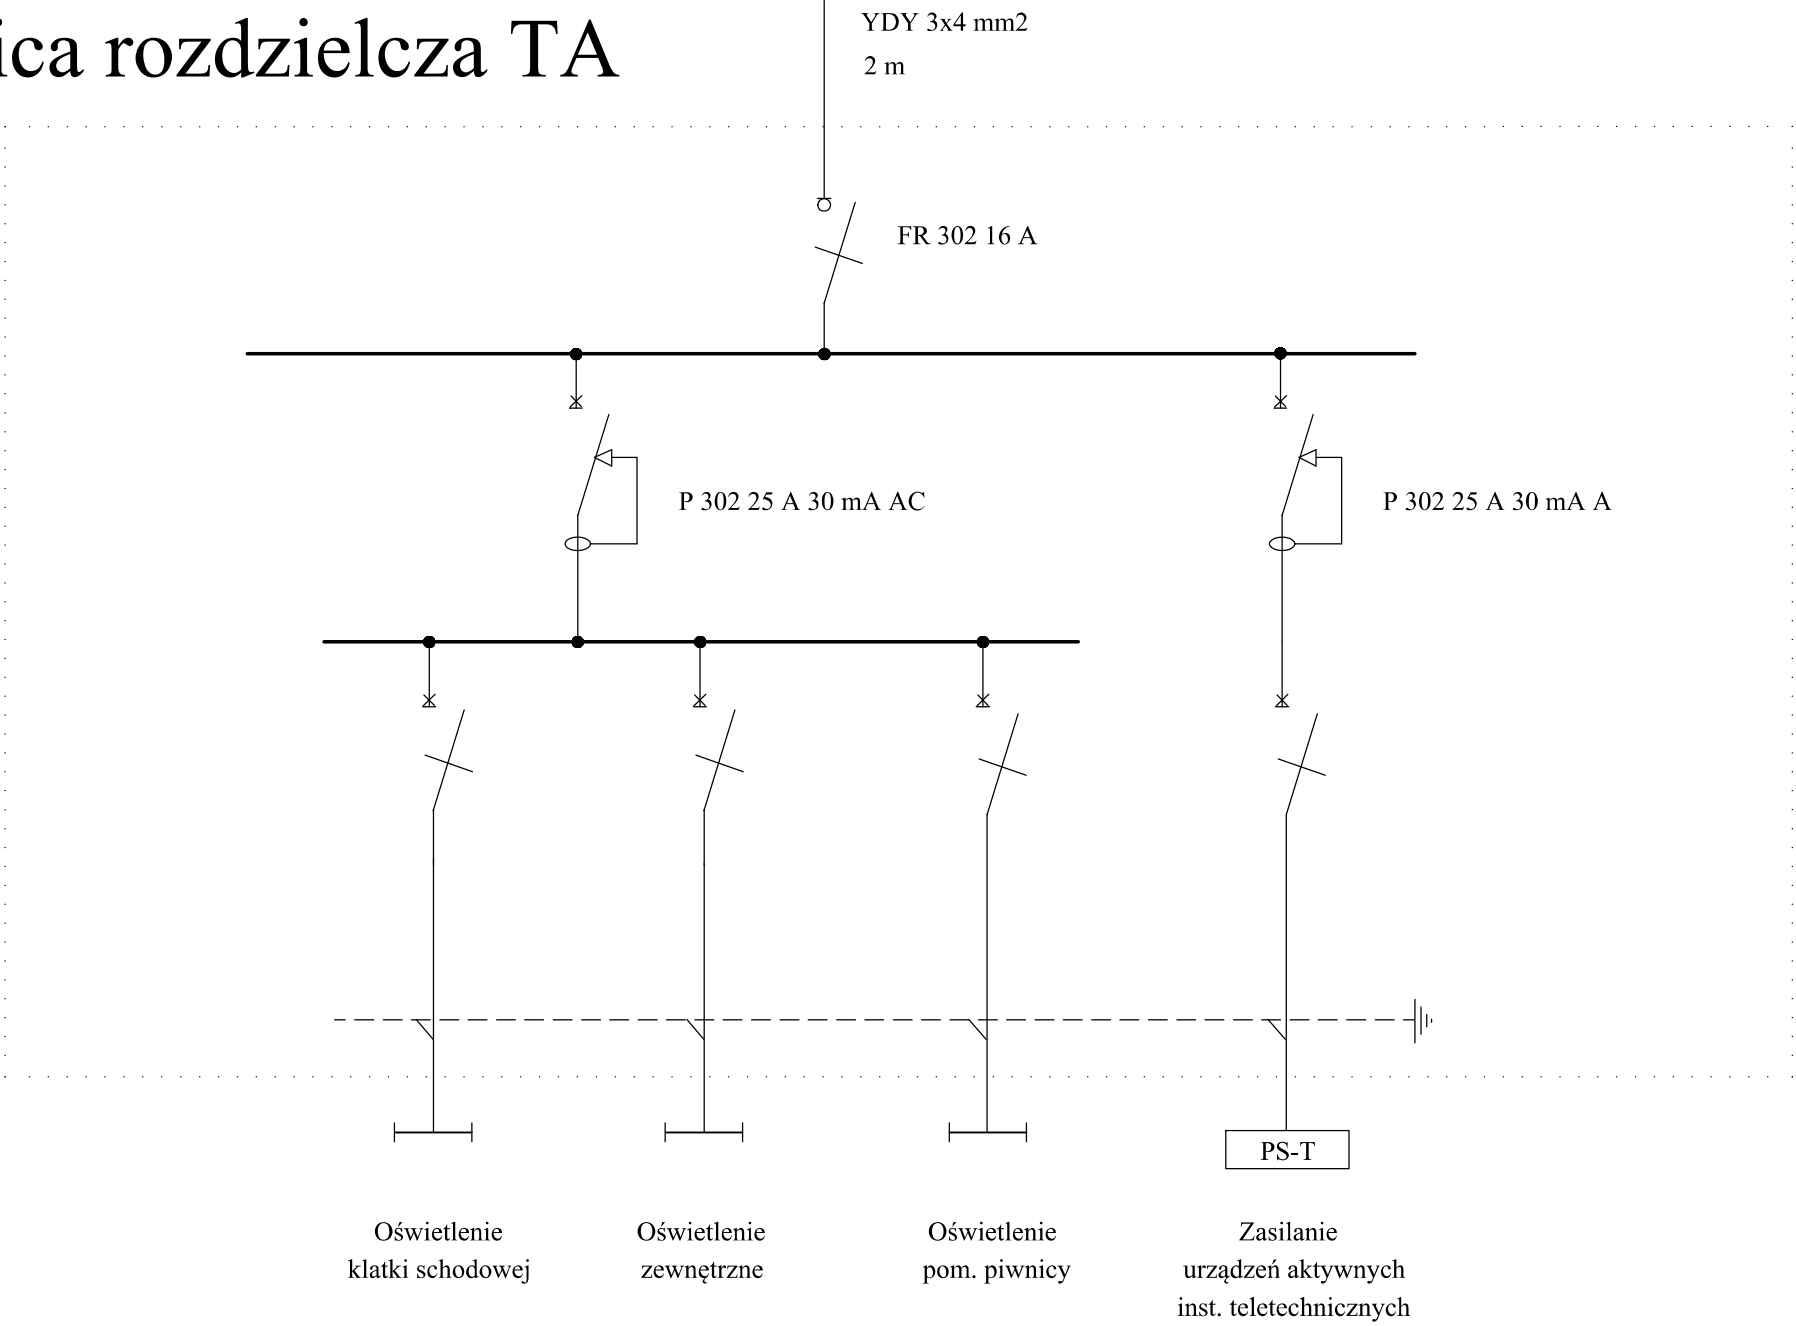 ica rozdzielcza TA
YDY 3x4 mm2
2 m
FR 302 16 A
P 302 25 A 30 mA AC
P 302 25 A 30 mA A
PS-T
Oświetlenie
klatki schodowej
Oświetlenie
zewnętrzne
Oświetlenie
pom. piwnicy
Zasilanie
urządzeń aktywnych
inst. teletechnicznych